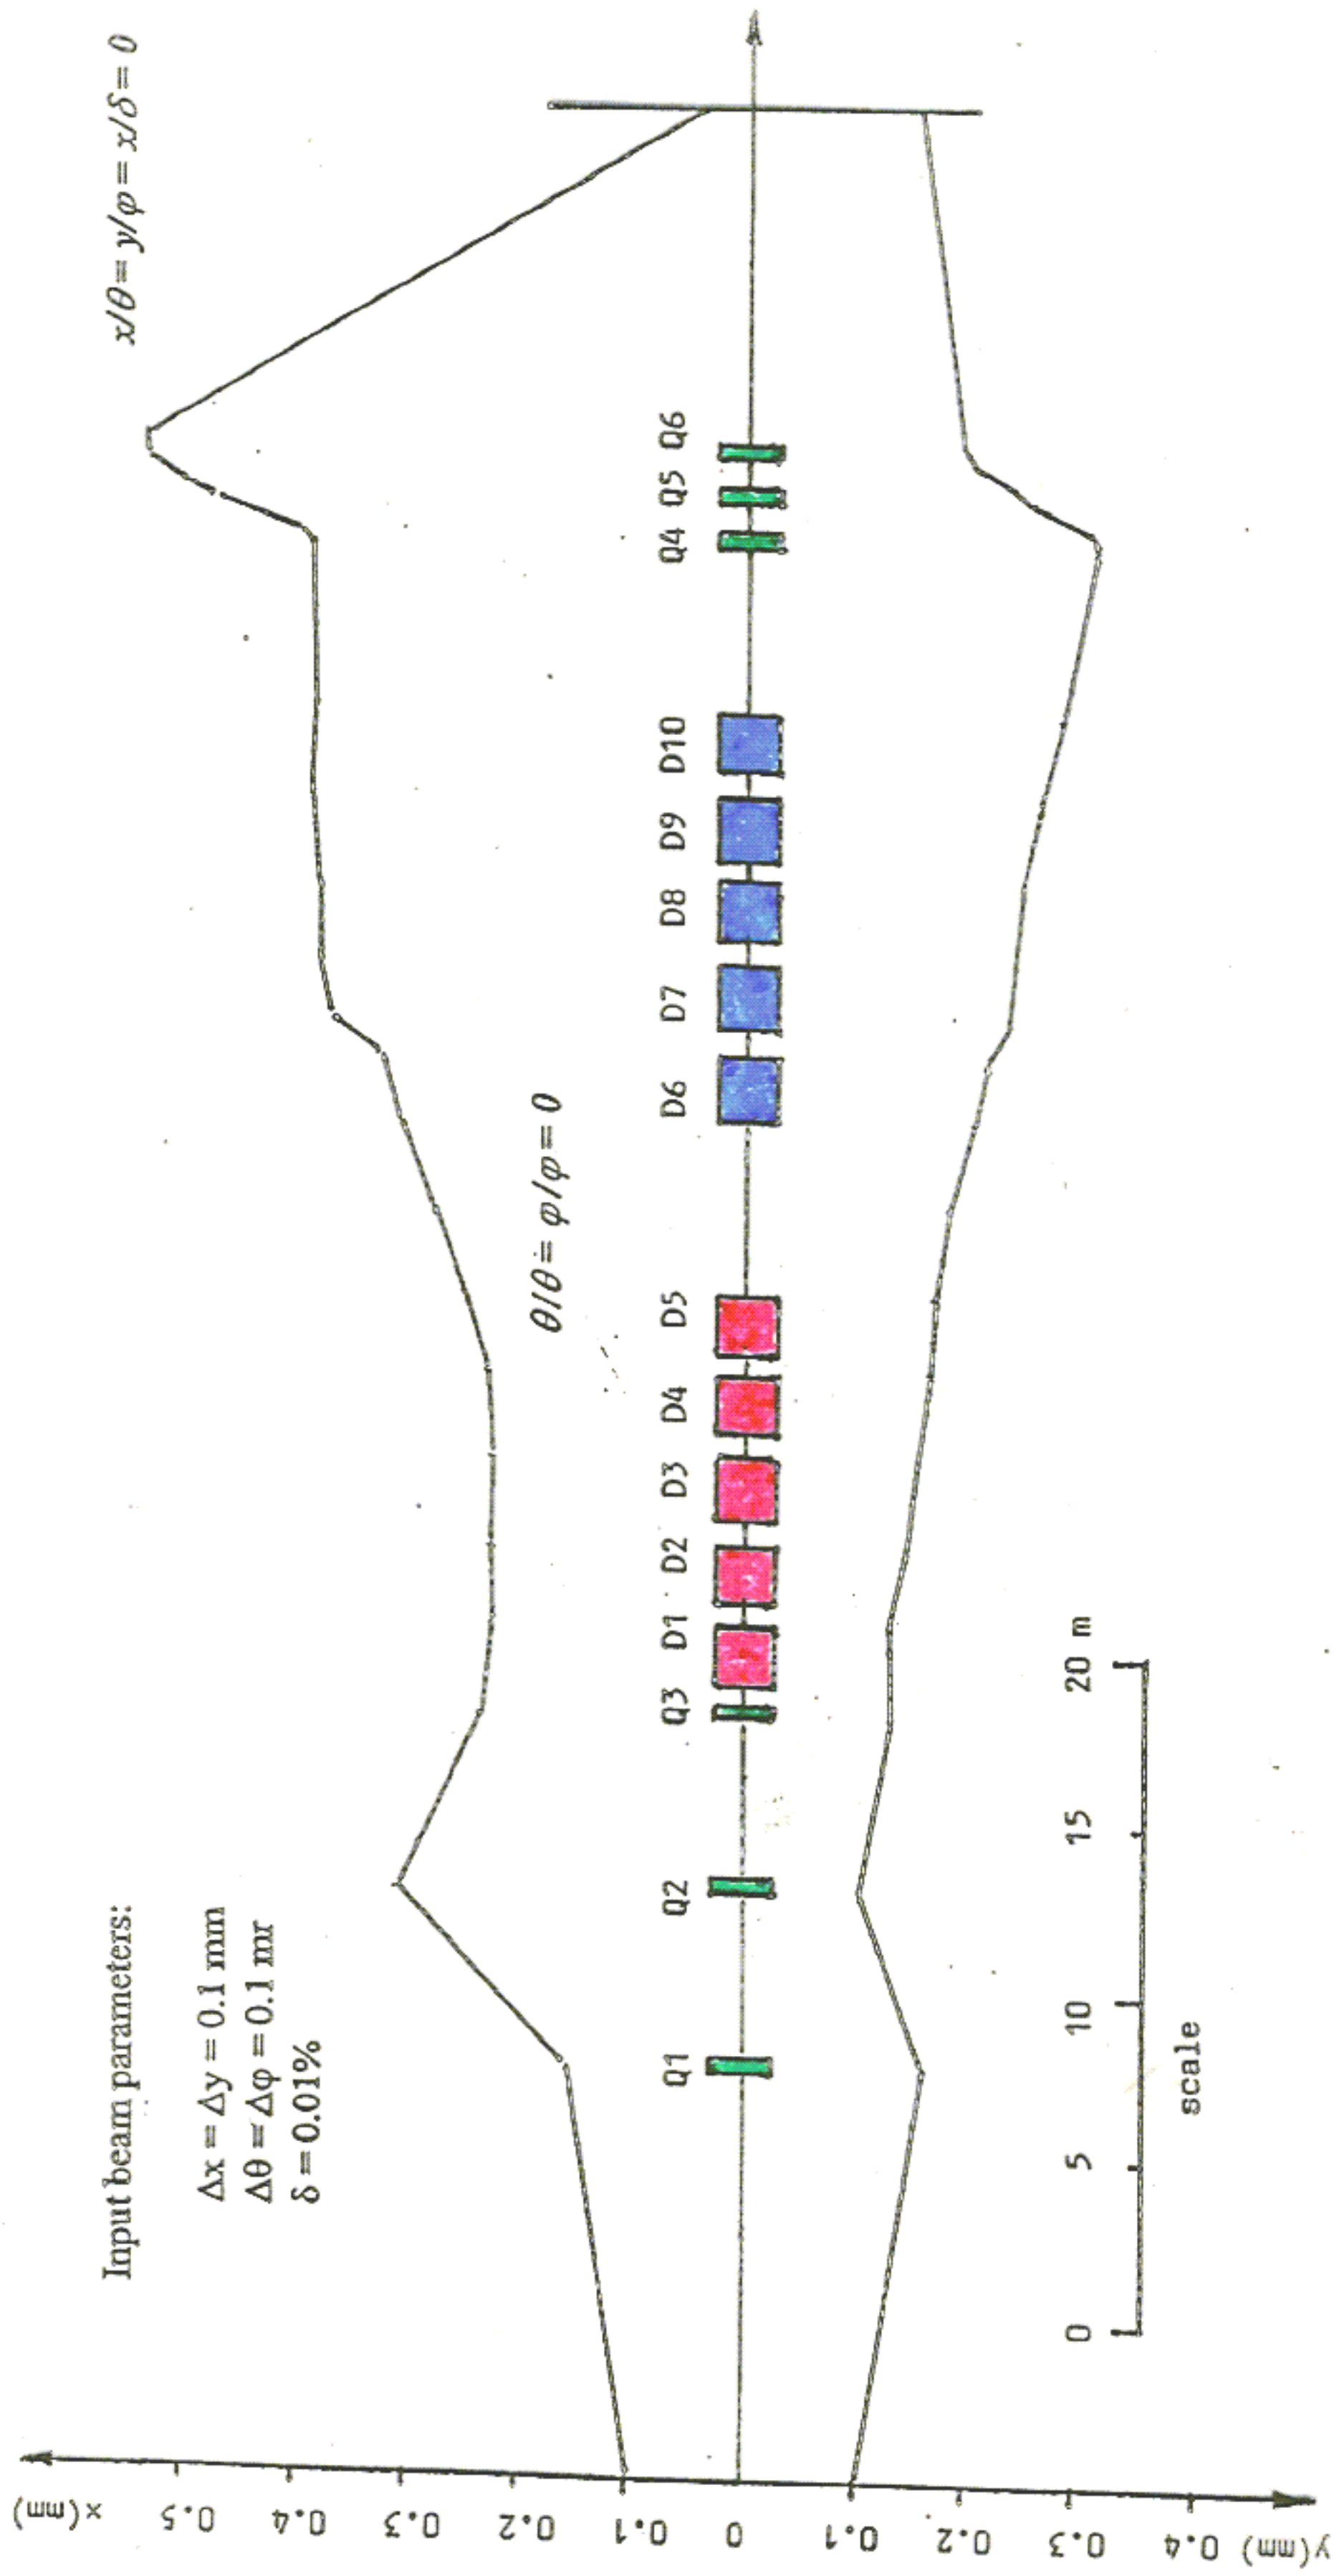 Input beam parameters:
Δx = Δy = 0.1 mm
Δθ = Δφ = 0.1 mr
δ = 0.01%
x/θ = y/φ = x/δ = 0
θ/θ = φ/φ = 0
x(mm)
0.5
0.4
0.3
0.2
0.1
0
0.1
0.2
0.3
0.4
y(mm)
Q1 Q2 Q3 D1 D2 D3 D4 D5 D6 D7 D8 D9 D10 Q4 Q5 Q6
0 5 10 15 20 m
scale